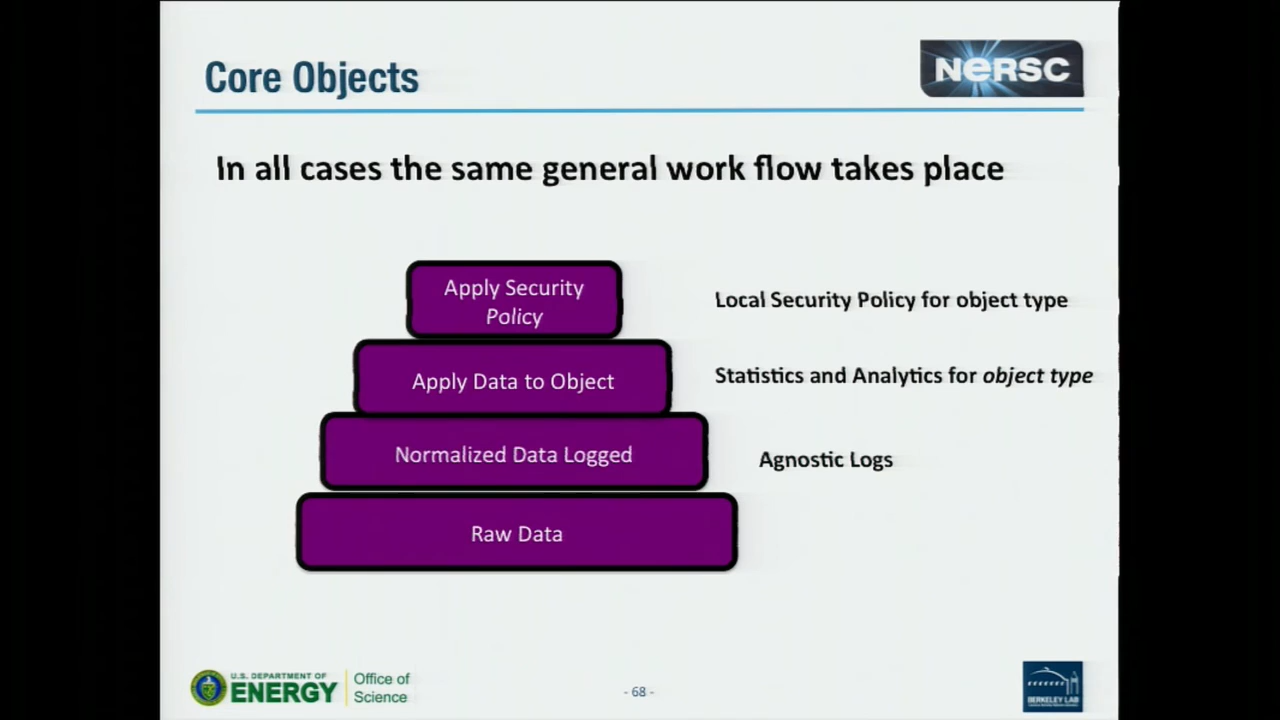 Core Objects
NERSC
In all cases the same general work flow takes place
Apply Security
Policy
Local Security Policy for object type
Apply Data to Object
Statistics and Analytics for object type
Normalized Data Logged
Agnostic Logs
Raw Data
U.S. DEPARTMENT OF
ENERGY
Office of
Science
- 68 -
BERKELEY LAB